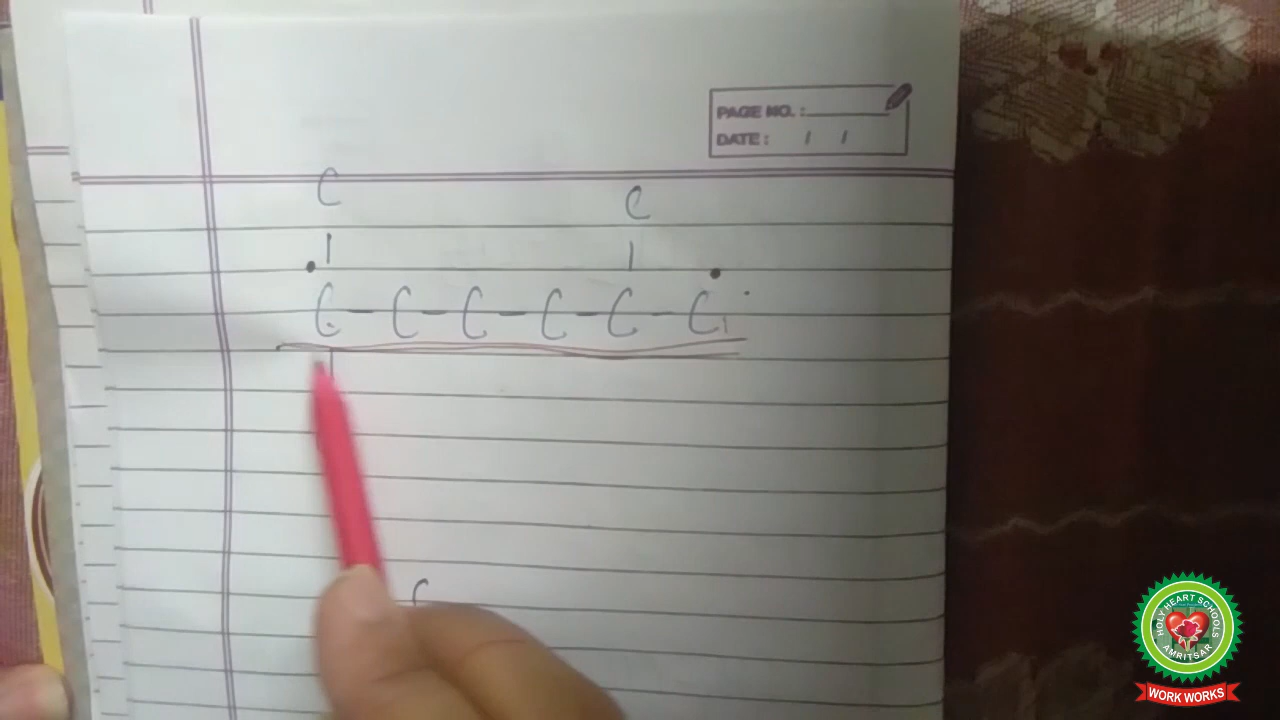 PAGE NO. :
DATE : / /
C C
C - C - C - C - C - C
C
HOLY HEART SCHOOLS
AMRITSAR
WORK WORKS